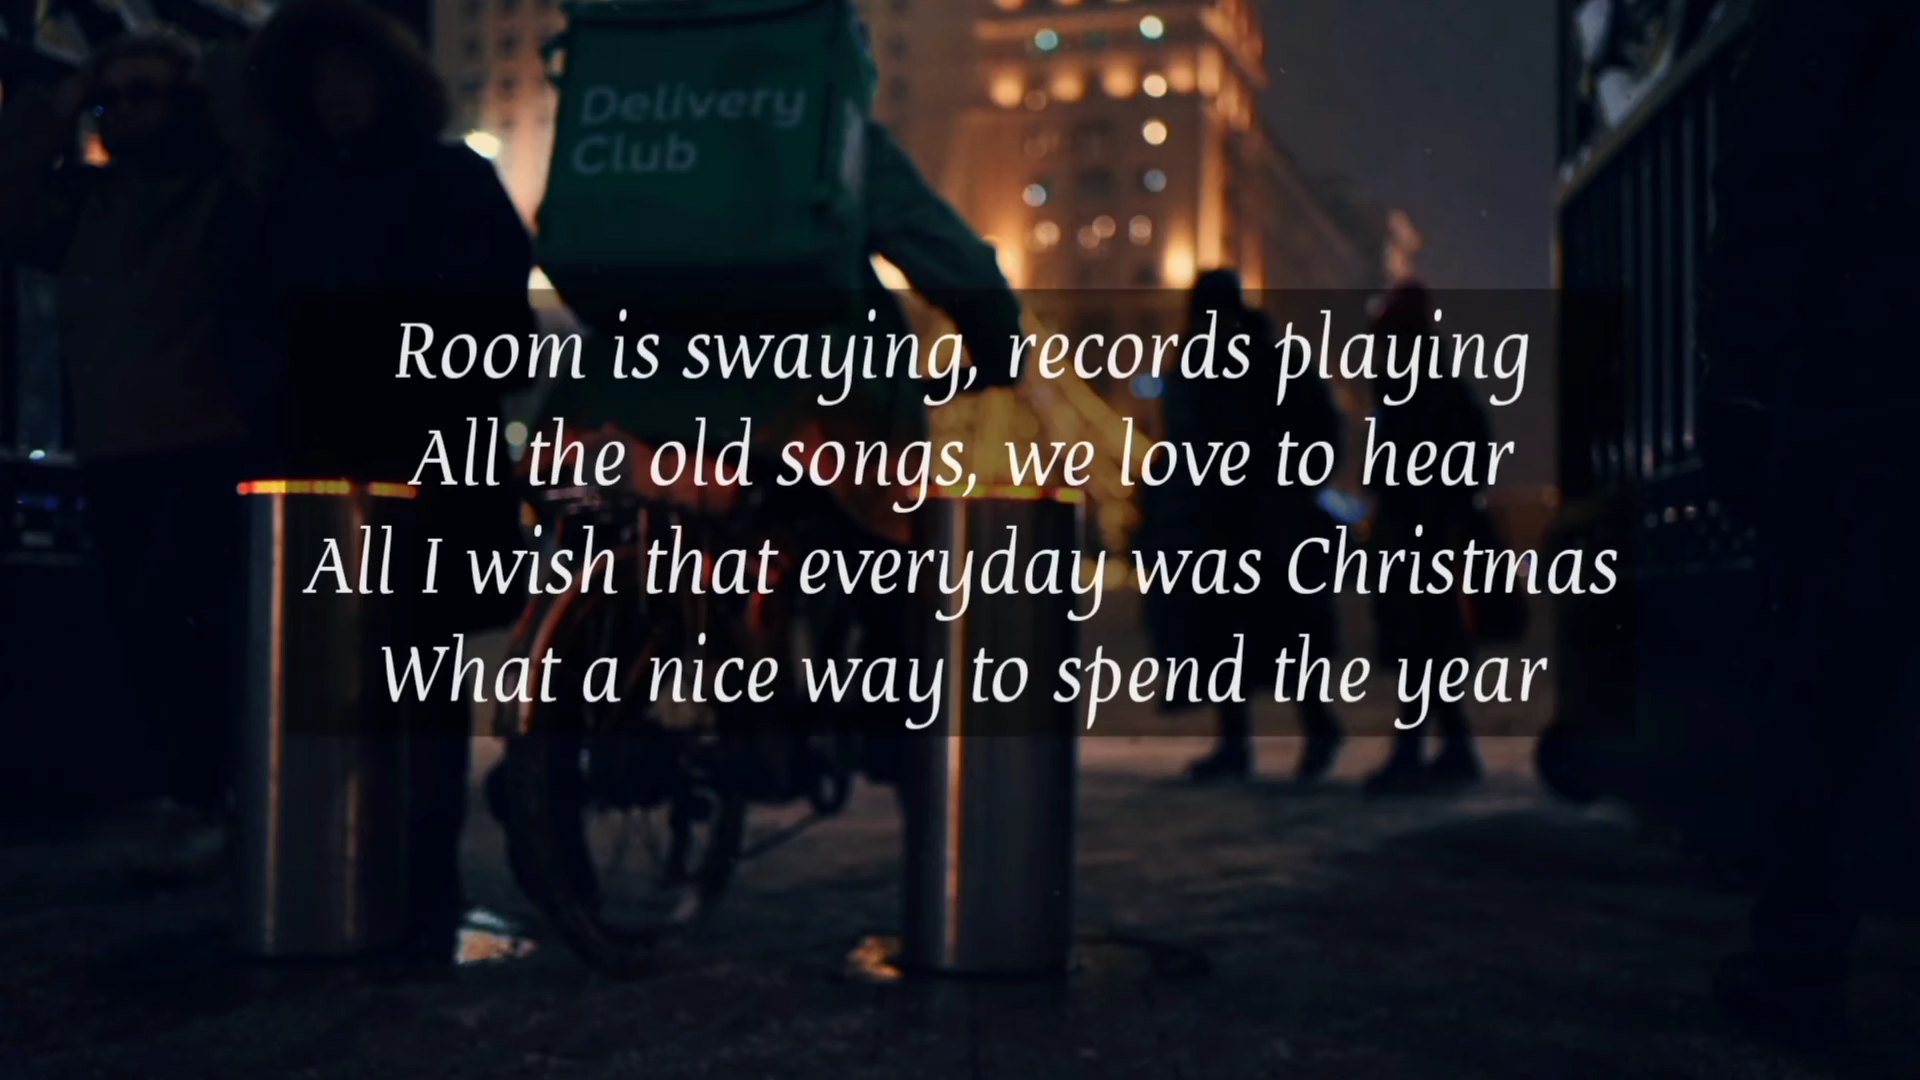 Delivery
Club
Room is swaying, records playing
All the old songs, we love to hear
All I wish that everyday was Christmas
What a nice way to spend the year